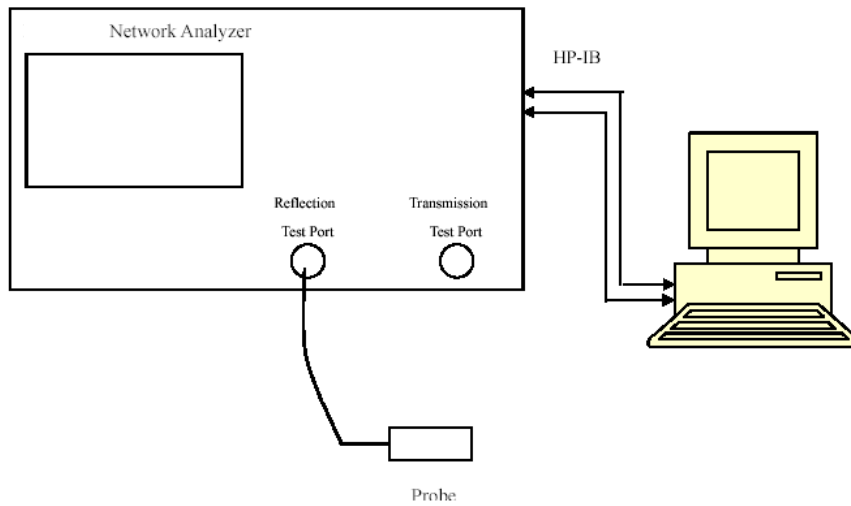 Network Analyzer
HP-IB
Reflection
Test Port
Transmission
Test Port
Probe